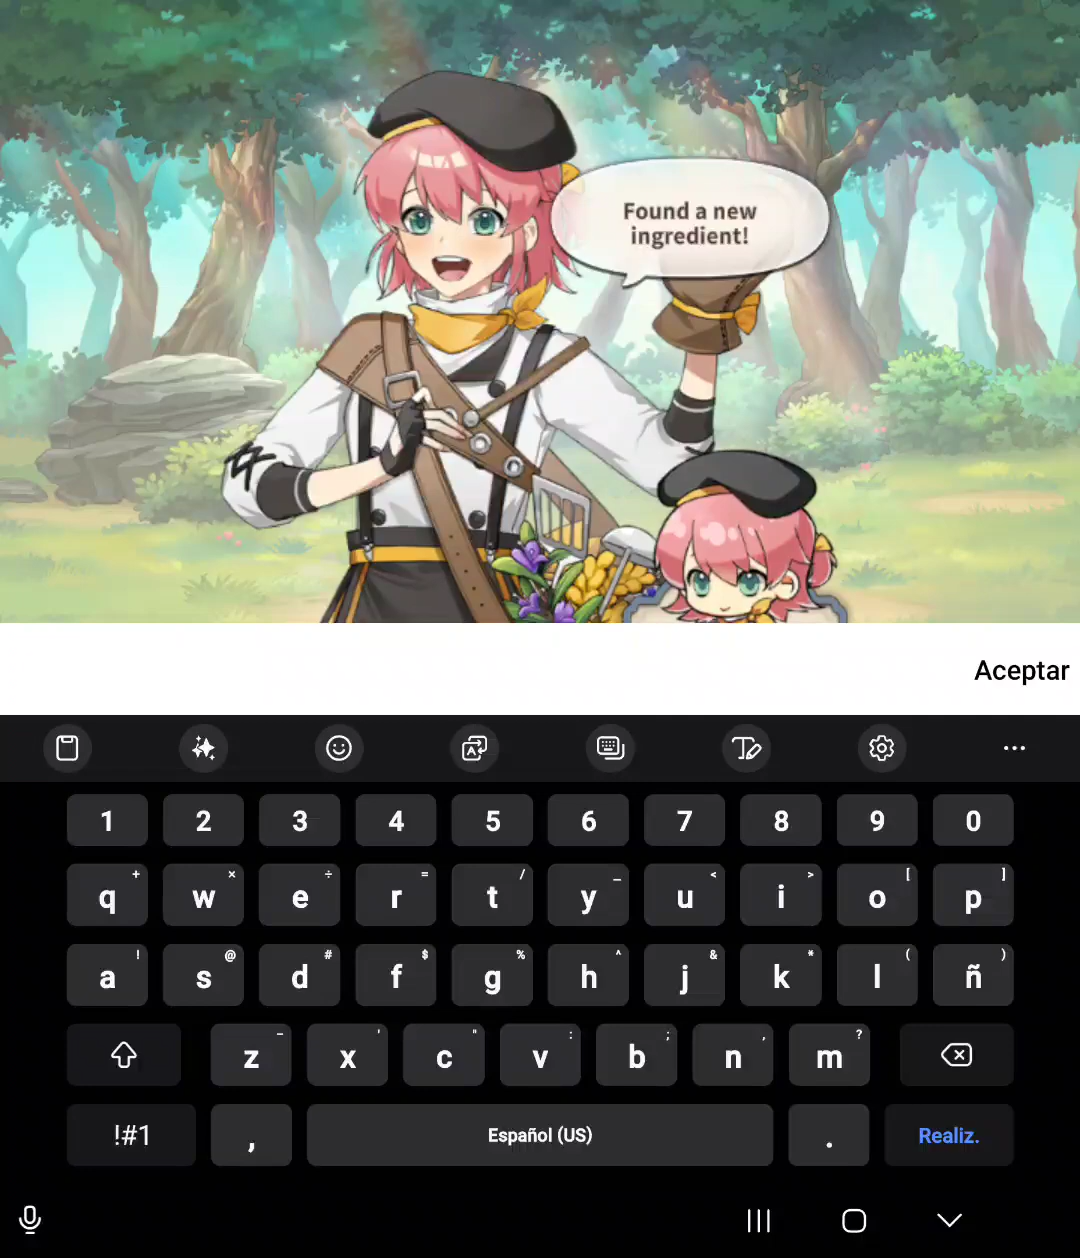 Found a new
ingredient!
Aceptar
1 2 3 4 5 6 7 8 9 0
+ × ÷ = / _ < > [ ]
q w e r t y u i o p
! @ # $ % ^ & * ( )
a s d f g h j k l ñ
- ' " : ; , ?
z x c v b n m
!#1 , Español (US) . Realiz.